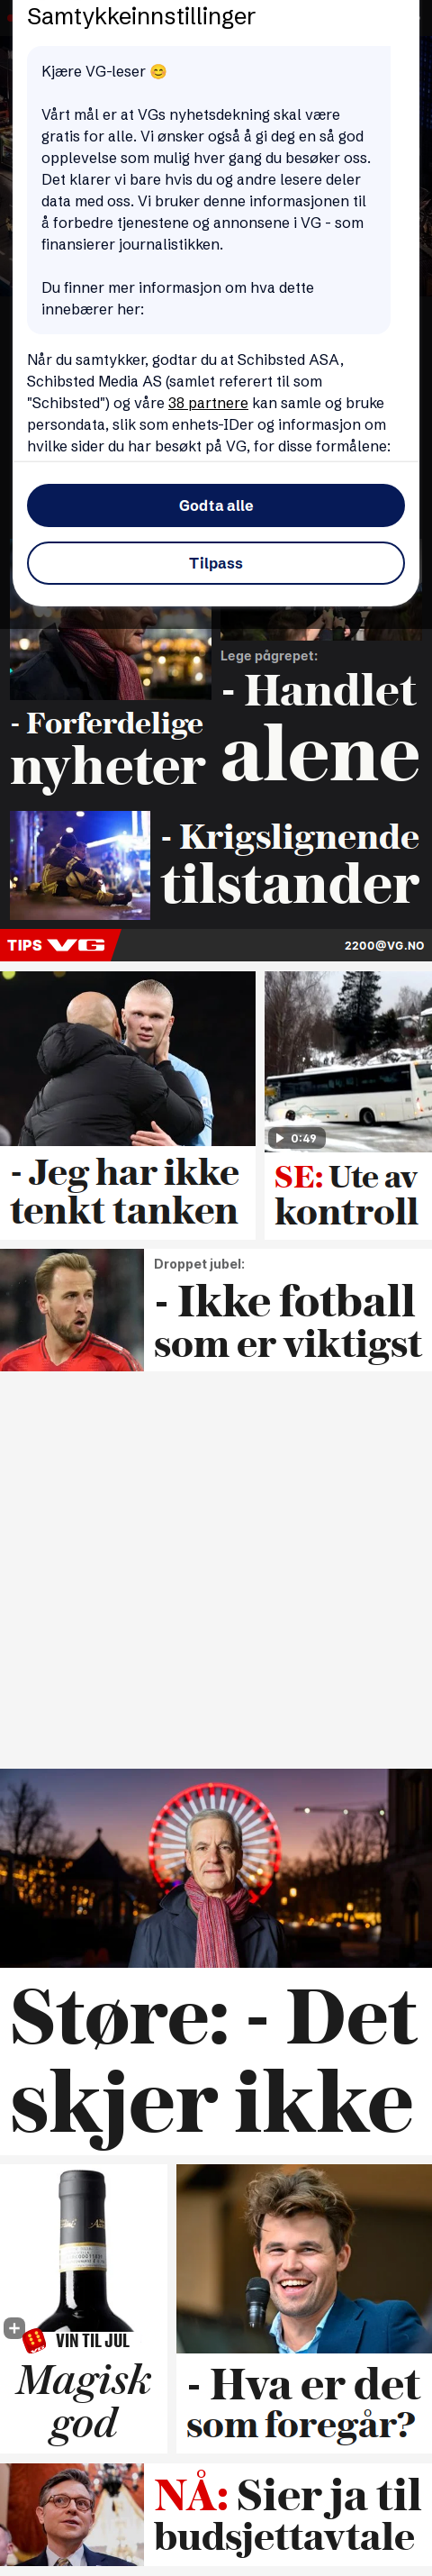 Samtykkeinnstillinger
Kjære VG-leser 😊
Vårt mål er at VGs nyhetsdekning skal være
gratis for alle. Vi ønsker også å gi deg en så god
opplevelse som mulig hver gang du besøker oss.
Det klarer vi bare hvis du og andre lesere deler
data med oss. Vi bruker denne informasjonen til
å forbedre tjenestene og annonsene i VG - som
finansierer journalistikken.
Du finner mer informasjon om hva dette
innebærer her:
Når du samtykker, godtar du at Schibsted ASA,
Schibsted Media AS (samlet referert til som
"Schibsted") og våre 38 partnere kan samle og bruke
persondata, slik som enhets-IDer og informasjon om
hvilke sider du har besøkt på VG, for disse formålene:
Godta alle
Tilpass
- Forferdelige
nyheter
Lege pågrepet:
- Handlet
alene
- Krigslignende
tilstander
TIPS VG
2200@VG.NO
- Jeg har ikke
tenkt tanken
0:49
SE: Ute av
kontroll
Droppet jubel:
- Ikke fotball
som er viktigst
Støre: - Det
skjer ikke
VIN TIL JUL
Magisk
god
- Hva er det
som foregår?
NÅ: Sier ja til
budsjettavtale